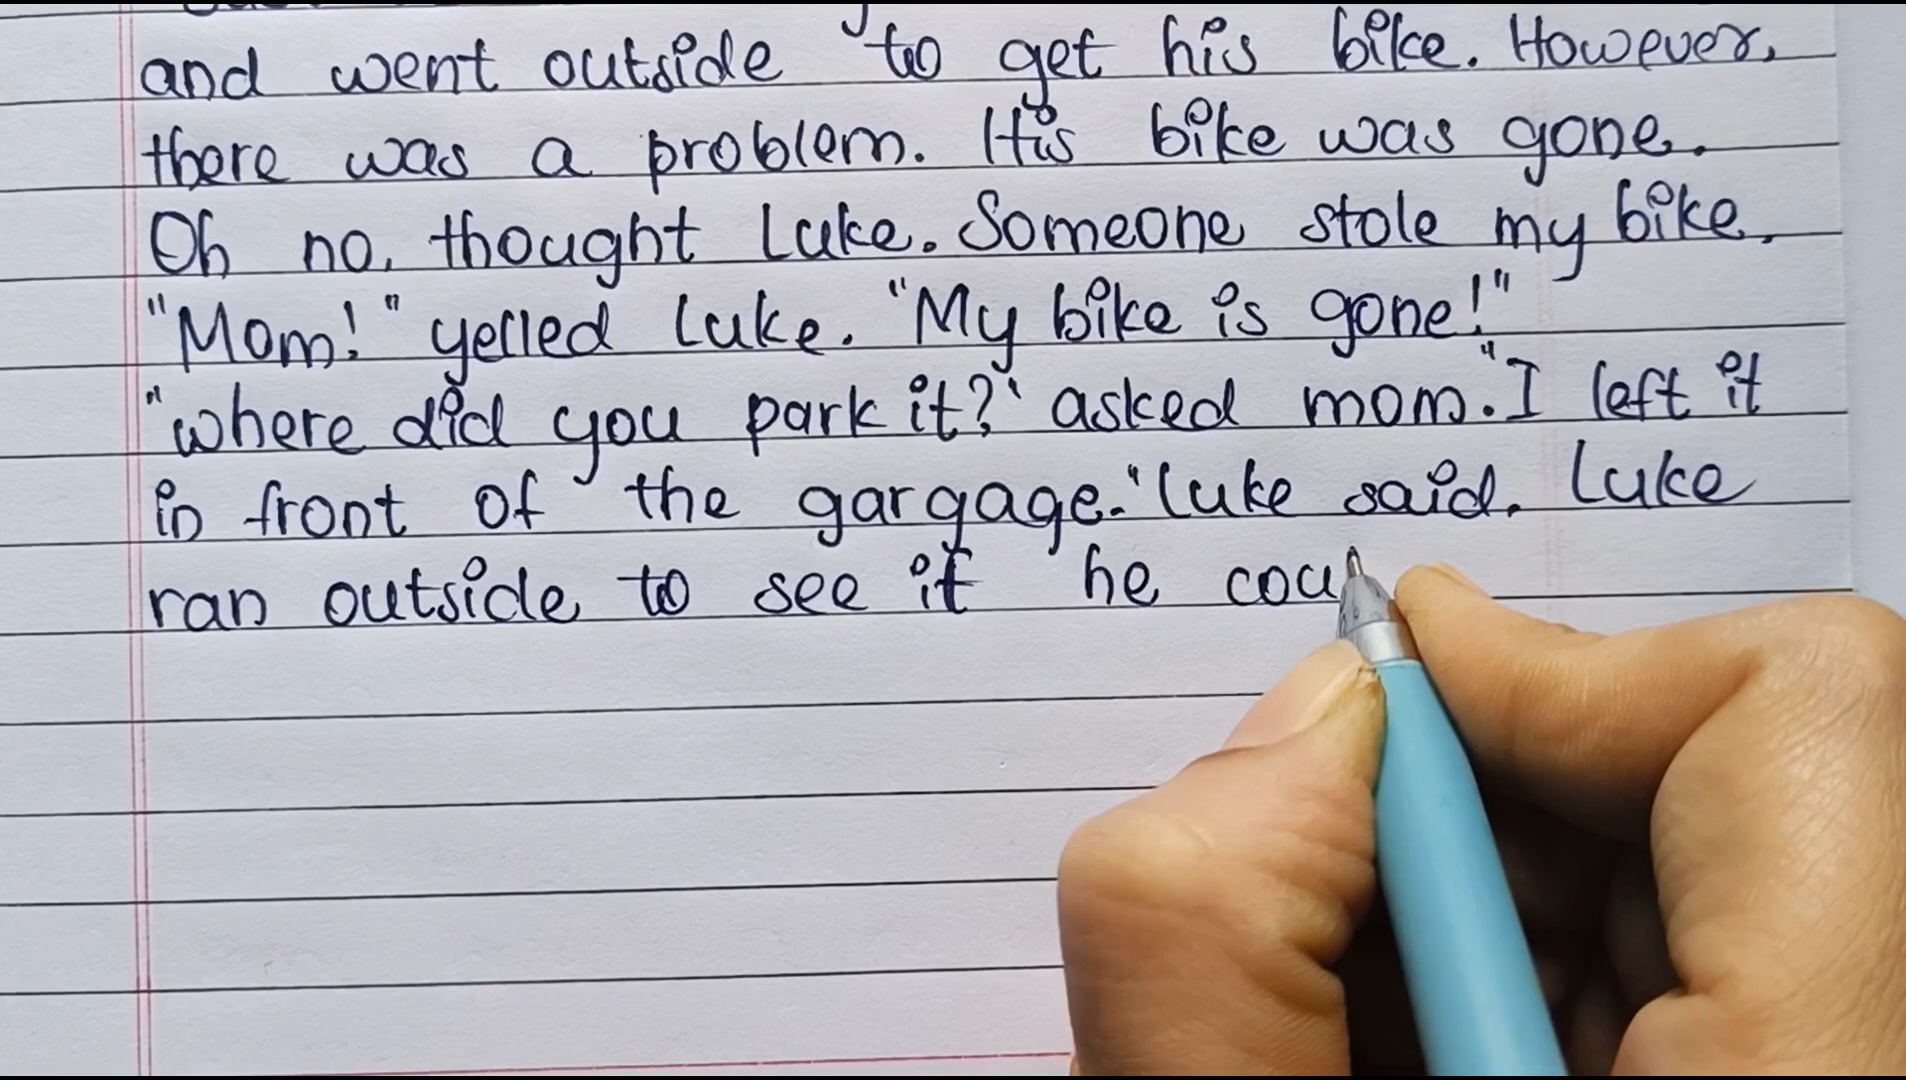 and went outside to get his bike. However,
there was a problem. His bike was gone.
Oh no, thought Luke. Someone stole my bike,
"Mom!" yelled Luke. "My bike is gone!"
"where did you park it?" asked mom. "I left it
in front of the gargage." Luke said. Luke
ran outside to see if he cou